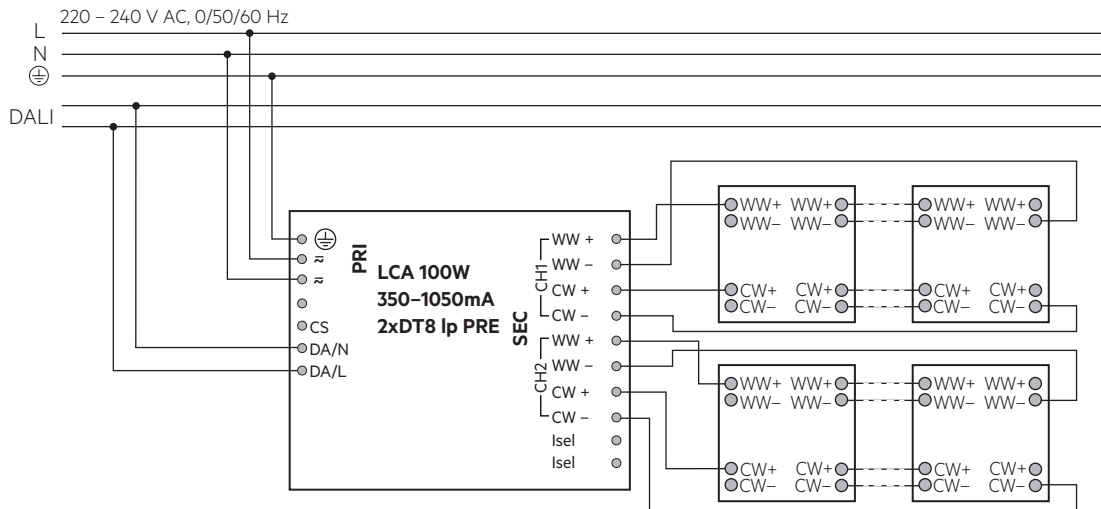 220 – 240 V AC, 0/50/60 Hz
L
N
DALI
PRI
LCA 100W
350–1050mA
2xDT8 lp PRE
SEC
CS
DA/N
DA/L
CH1
WW +
WW –
CW +
CW –
CH2
WW +
WW –
CW +
CW –
Isel
Isel
WW+ WW+ WW+ WW+
WW– WW– WW– WW–
CW+ CW+ CW+ CW+
CW– CW– CW– CW–
WW+ WW+ WW+ WW+
WW– WW– WW– WW–
CW+ CW+ CW+ CW+
CW– CW– CW– CW–